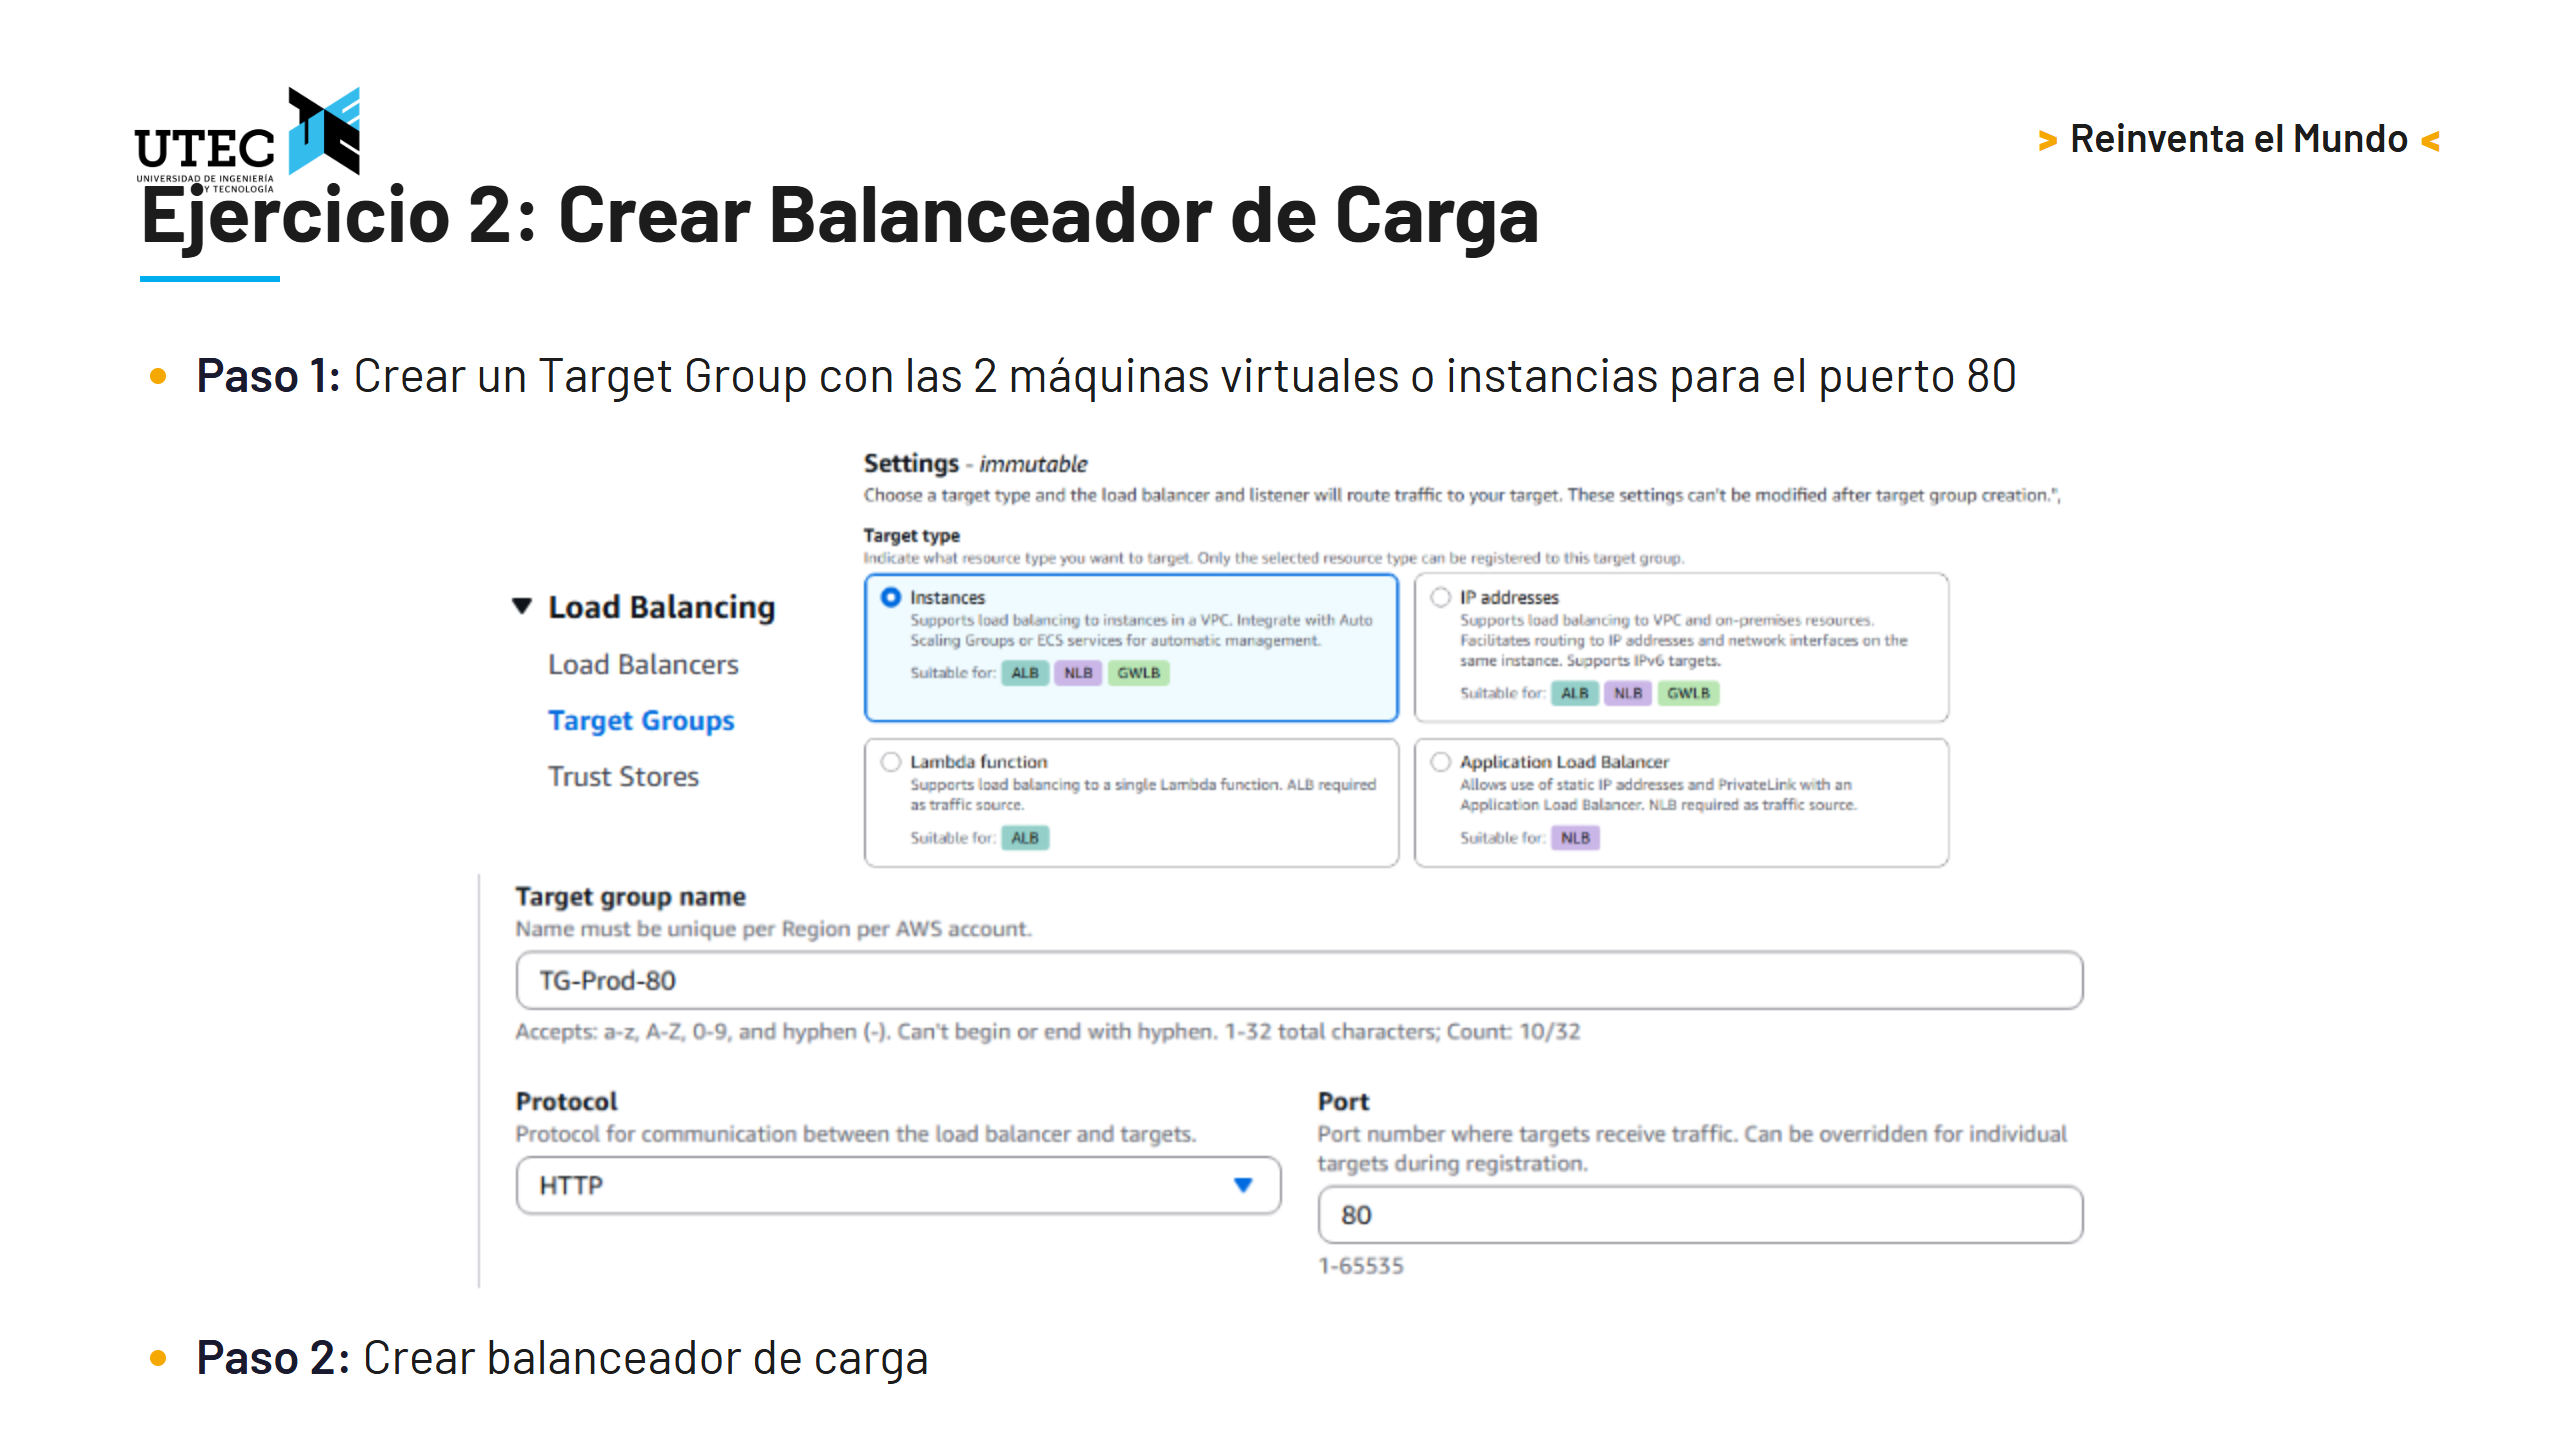 UTEC
UNIVERSIDAD DE INGENIERÍA
Y TECNOLOGÍA
> Reinventa el Mundo <
Ejercicio 2: Crear Balanceador de Carga
• Paso 1: Crear un Target Group con las 2 máquinas virtuales o instancias para el puerto 80
Settings - immutable
Choose a target type and the load balancer and listener will route traffic to your target. These settings can't be modified after target group creation.",
Target type
Indicate what resource type you want to target. Only the selected resource type can be registered to this target group.
Load Balancing
Load Balancers
Target Groups
Trust Stores
Instances
Supports load balancing to instances in a VPC. Integrate with Auto
Scaling Groups or ECS services for automatic management.
Suitable for: ALB NLB GWLB
IP addresses
Supports load balancing to VPC and on-premises resources.
Facilitates routing to IP addresses and network interfaces on the
same instance. Supports IPv6 targets.
Suitable for: ALB NLB GWLB
Lambda function
Supports load balancing to a single Lambda function. ALB required
as traffic source.
Suitable for: ALB
Application Load Balancer
Allows use of static IP addresses and PrivateLink with an
Application Load Balancer. NLB required as traffic source.
Suitable for: NLB
Target group name
Name must be unique per Region per AWS account.
TG-Prod-80
Accepts: a-z, A-Z, 0-9, and hyphen (-). Can't begin or end with hyphen. 1-32 total characters; Count: 10/32
Protocol
Protocol for communication between the load balancer and targets.
HTTP
Port
Port number where targets receive traffic. Can be overridden for individual
targets during registration.
80
1-65535
• Paso 2: Crear balanceador de carga